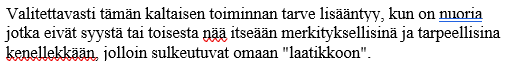 Valitettavasti tämän kaltaisen toiminnan tarve lisääntyy, kun on nuoria
jotka eivät syystä tai toisesta nää itseään merkityksellisinä ja tarpeellisina
kenellekkään, jolloin sulkeutuvat omaan "laatikkoon".